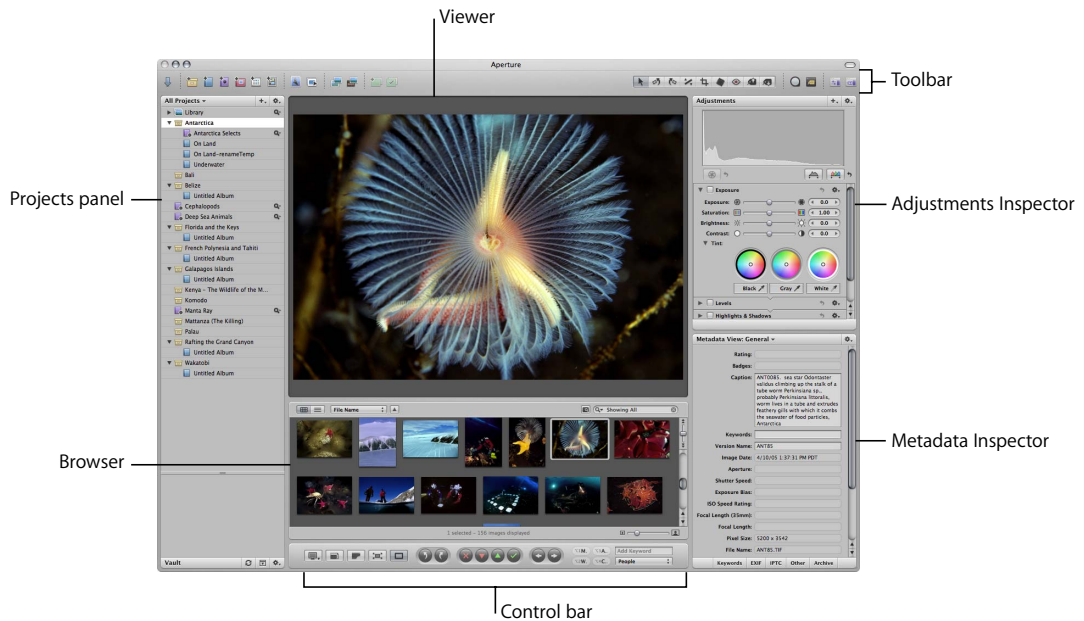 Viewer
Aperture
Toolbar
All Projects
Library
Antarctica
Antarctica Selects
On Land
On Land-renameTemp
Underwater
Bali
Belize
Untitled Album
Cephalopods
Deep Sea Animals
Florida and the Keys
Untitled Album
French Polynesia and Tahiti
Untitled Album
Galapagos Islands
Untitled Album
Kenya - The Wildlife of the M...
Komodo
Manta Ray
Mattanza (The Killing)
Palau
Rafting the Grand Canyon
Untitled Album
Wakatobi
Untitled Album
Vault
Projects panel
Browser
File Name
Showing All
1 selected - 156 images displayed
Add Keyword
People
Control bar
Adjustments
Exposure
Exposure: 0.0
Saturation: 1.00
Brightness: 0.0
Contrast: 0.0
Tint:
Black Gray White
Levels
Highlights & Shadows
Adjustments Inspector
Metadata View: General
Rating:
Badges:
Caption: ANT0085. sea star Odontaster
validus climbing up the stalk of a
tube worm Perkinsiana sp.,
probably Perkinsiana littoralis,
worm lives in a tube and extrudes
feathery gills with which it combs
the seawater of food particles,
Antarctica
Keywords:
Version Name: ANT85
Image Date: 4/10/05 1:37:31 PM PDT
Aperture:
Shutter Speed:
Exposure Bias:
ISO Speed Rating:
Focal Length (35mm):
Focal Length:
Pixel Size: 5200 x 3542
File Name: ANT85.TIF
Keywords EXIF IPTC Other Archive
Metadata Inspector